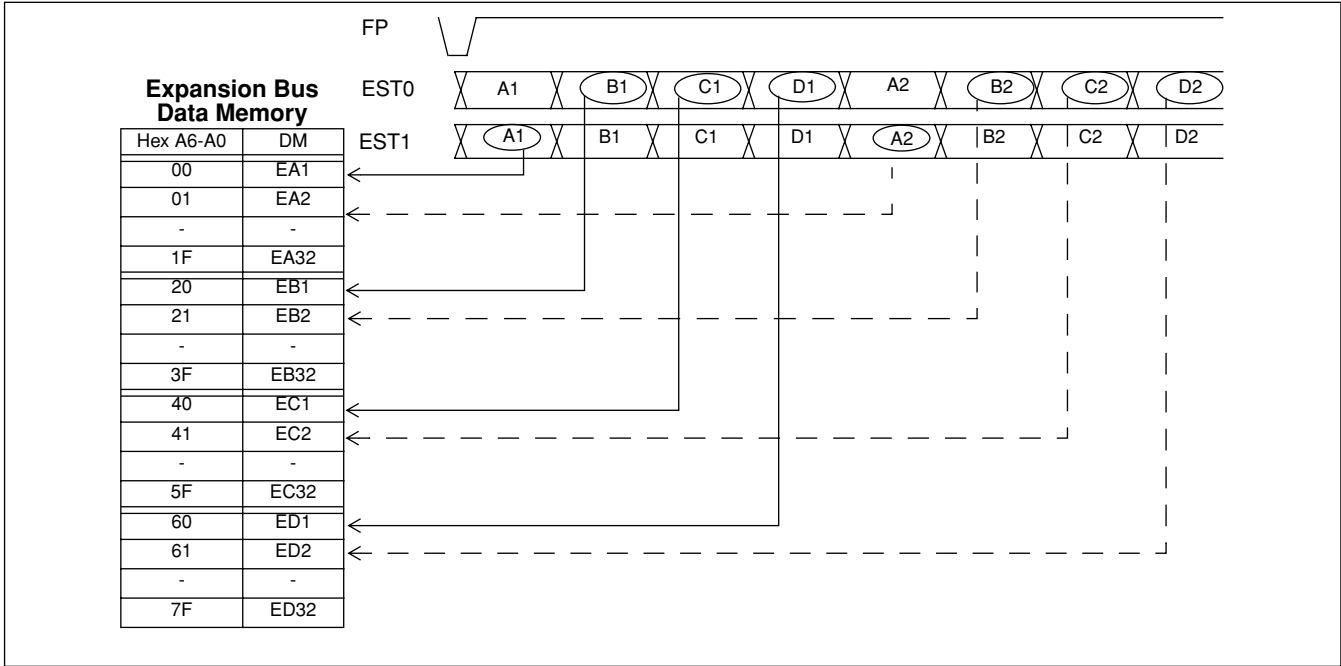 FP
EST0 A1 B1 C1 D1 A2 B2 C2 D2
EST1 A1 B1 C1 D1 A2 B2 C2 D2
Expansion Bus
Data Memory
Hex A6-A0 DM
00 EA1
01 EA2
- -
1F EA32
20 EB1
21 EB2
- -
3F EB32
40 EC1
41 EC2
- -
5F EC32
60 ED1
61 ED2
- -
7F ED32